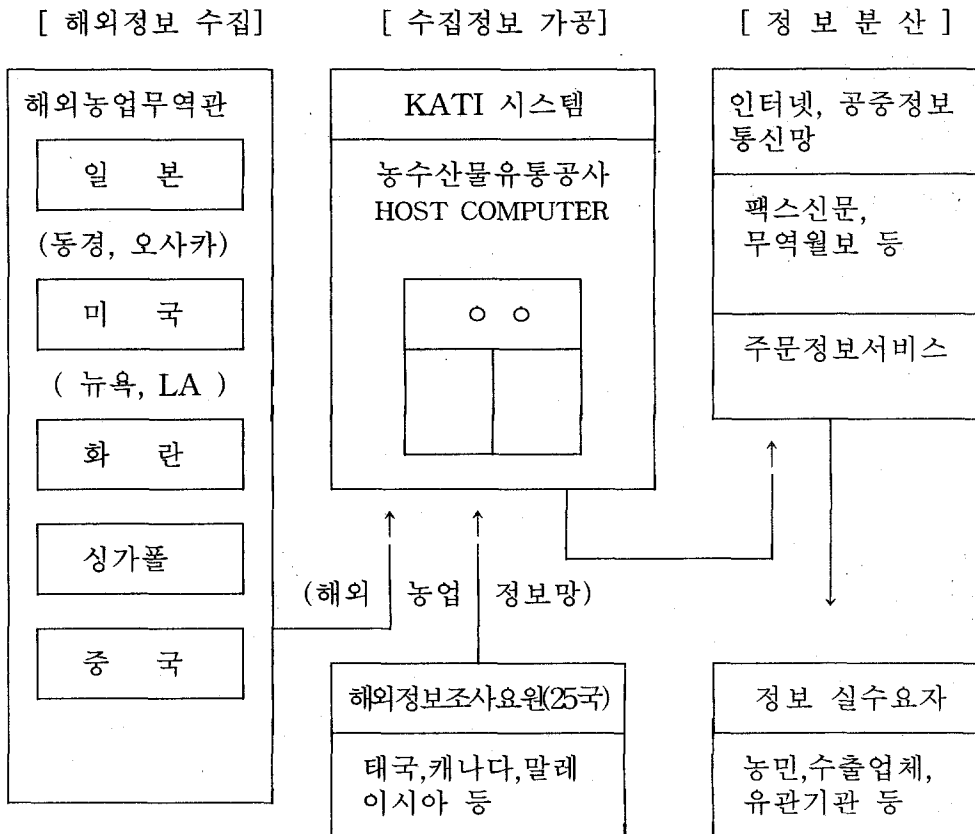 [ 해외정보 수집]
[ 수집정보 가공]
[ 정 보 분 산 ]
해외농업무역관
일 본
(동경, 오사카)
미 국
( 뉴욕, LA )
화 란
싱가폴
중 국
KATI 시스템
농수산물유통공사
HOST COMPUTER
(해외 농업 정보망)
해외정보조사요원(25국)
태국,캐나다,말레
이시아 등
인터넷, 공중정보
통신망
팩스신문,
무역월보 등
주문정보서비스
정보 실수요자
농민,수출업체,
유관기관 등